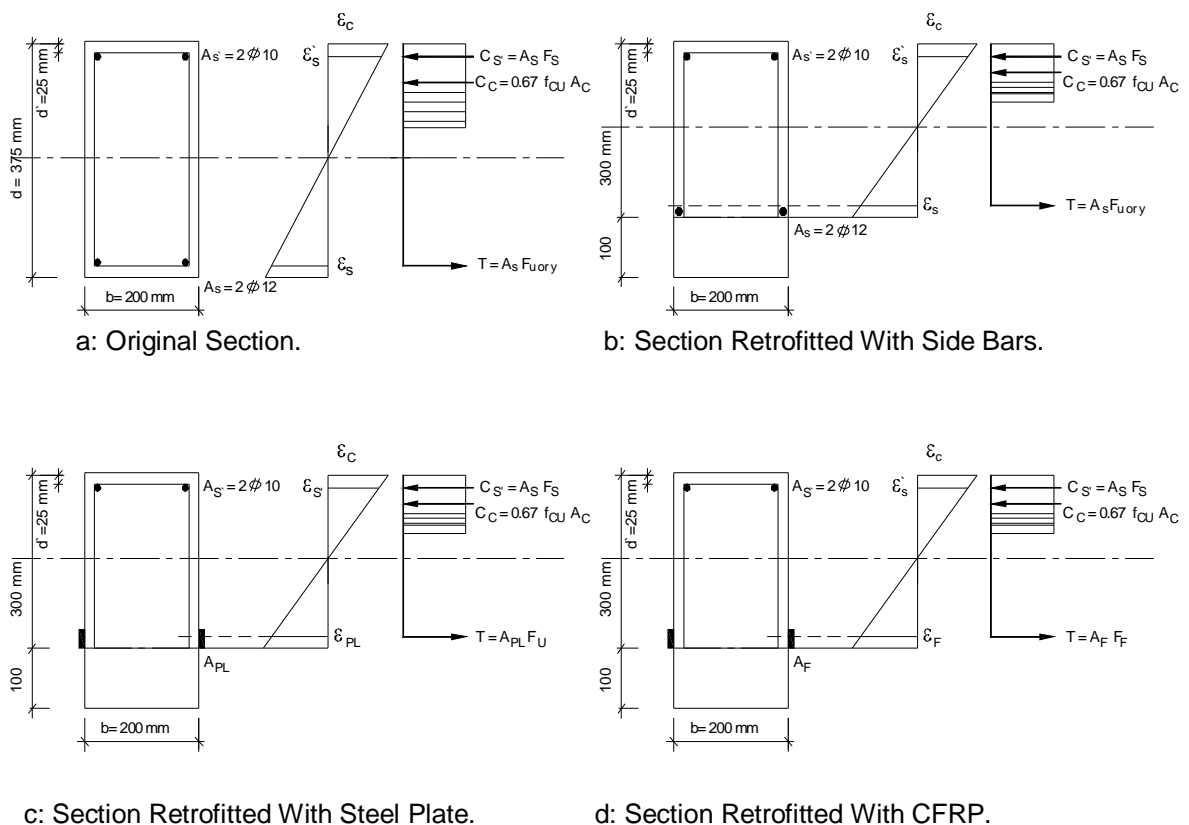 εc
As` = 2 Φ 10
ε`s
CS' = AS FS
CC = 0.67 fCU AC
d` = 25 mm
d = 375 mm
εs
T = As Fu or y
As = 2 Φ 12
b= 200 mm
a: Original Section.
εc
As` = 2 Φ 10
ε`s
CS' = AS FS
CC = 0.67 fCU AC
d` = 25 mm
300 mm
εs
T = As Fu or y
As = 2 Φ 12
100
b= 200 mm
b: Section Retrofitted With Side Bars.
εC
AS' = 2 Φ 10
εS'
CS' = AS FS
CC = 0.67 fCU AC
d` = 25 mm
300 mm
εPL
T = APL FU
APL
100
b= 200 mm
c: Section Retrofitted With Steel Plate.
εc
AS' = 2 Φ 10
ε`s
CS' = AS FS
CC = 0.67 fCU AC
d` = 25 mm
300 mm
εF
T = AF FF
AF
100
b= 200 mm
d: Section Retrofitted With CFRP.